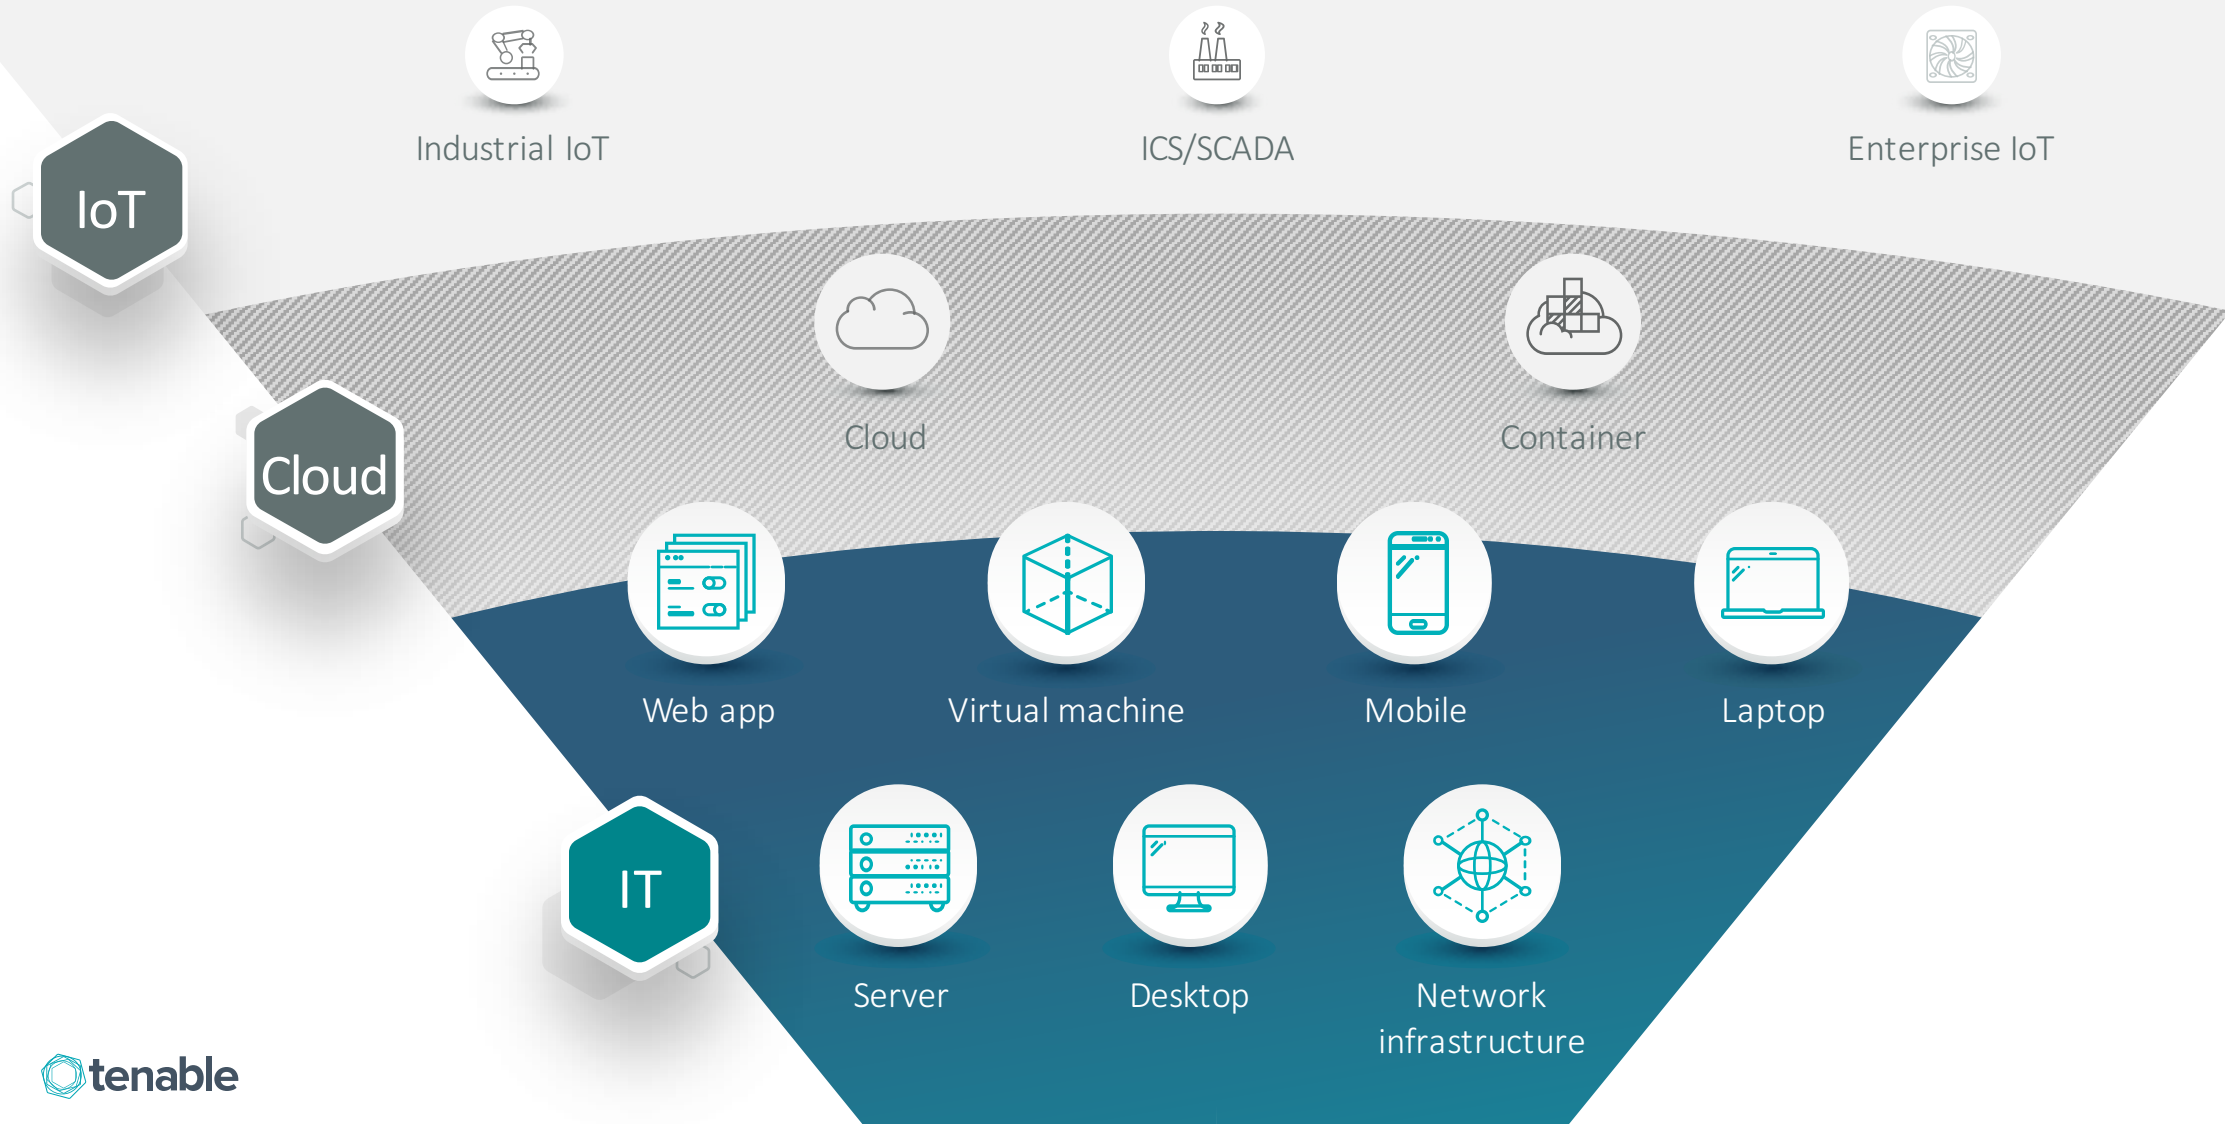 Industrial IoT
ICS/SCADA
Enterprise IoT
IoT
Cloud
Container
Cloud
Web app
Virtual machine
Mobile
Laptop
IT
Server
Desktop
Network
infrastructure
tenable